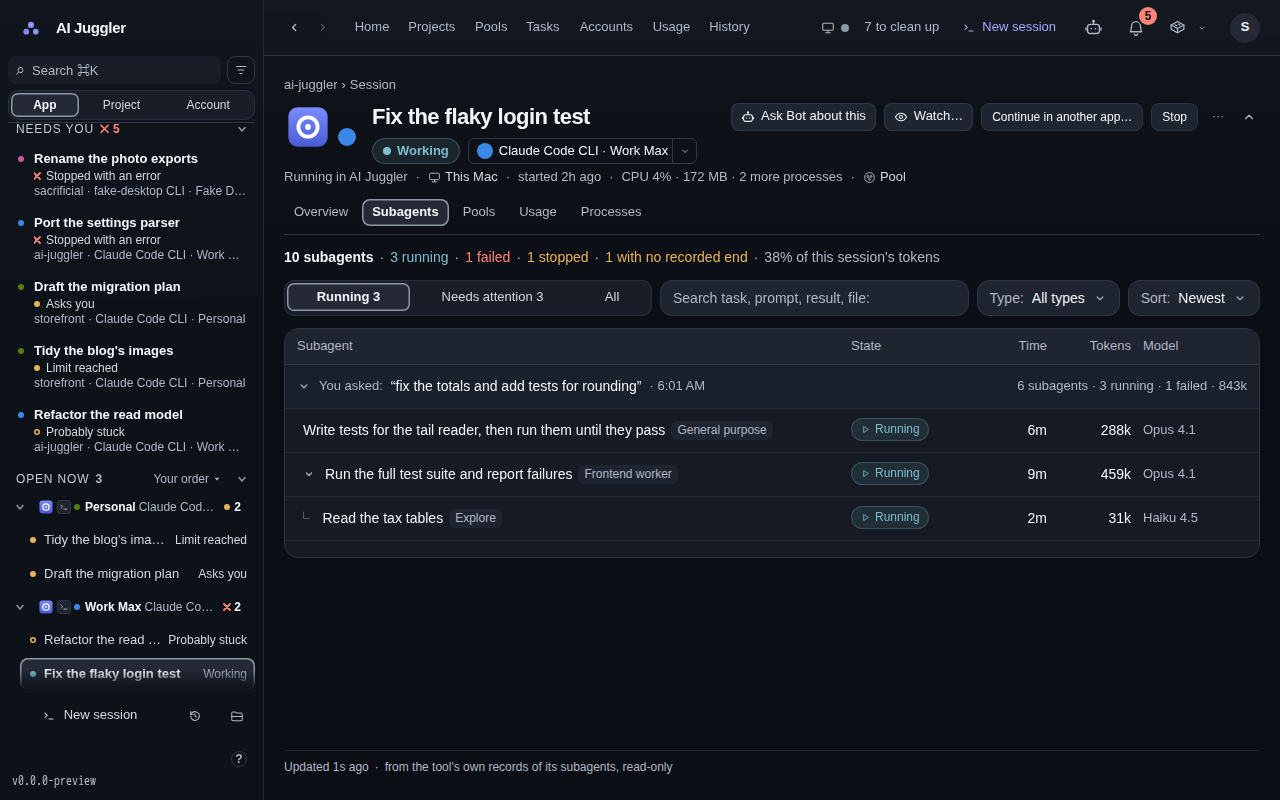 AI Juggler
Search ⌘K
App Project Account
NEEDS YOU 5
Rename the photo exports
Stopped with an error
sacrificial · fake-desktop CLI · Fake D…
Port the settings parser
Stopped with an error
ai-juggler · Claude Code CLI · Work …
Draft the migration plan
Asks you
storefront · Claude Code CLI · Personal
Tidy the blog's images
Limit reached
storefront · Claude Code CLI · Personal
Refactor the read model
Probably stuck
ai-juggler · Claude Code CLI · Work …
OPEN NOW 3 Your order
Personal Claude Cod… 2
Tidy the blog's ima… Limit reached
Draft the migration plan Asks you
Work Max Claude Co… 2
Refactor the read … Probably stuck
Fix the flaky login test Working
New session
?
v0.0.0-preview
Home Projects Pools Tasks Accounts Usage History 7 to clean up New session 5 S
ai-juggler › Session
Fix the flaky login test Ask Bot about this Watch… Continue in another app… Stop …
Working Claude Code CLI · Work Max
Running in AI Juggler · This Mac · started 2h ago · CPU 4% · 172 MB · 2 more processes · Pool
Overview Subagents Pools Usage Processes
10 subagents · 3 running · 1 failed · 1 stopped · 1 with no recorded end · 38% of this session's tokens
Running 3 Needs attention 3 All Search task, prompt, result, file: Type: All types Sort: Newest
Subagent State Time Tokens Model
You asked: “fix the totals and add tests for rounding” · 6:01 AM 6 subagents · 3 running · 1 failed · 843k
Write tests for the tail reader, then run them until they pass General purpose Running 6m 288k Opus 4.1
Run the full test suite and report failures Frontend worker Running 9m 459k Opus 4.1
Read the tax tables Explore Running 2m 31k Haiku 4.5
Updated 1s ago · from the tool's own records of its subagents, read-only